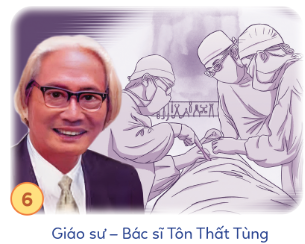 6
Giáo sư – Bác sĩ Tôn Thất Tùng